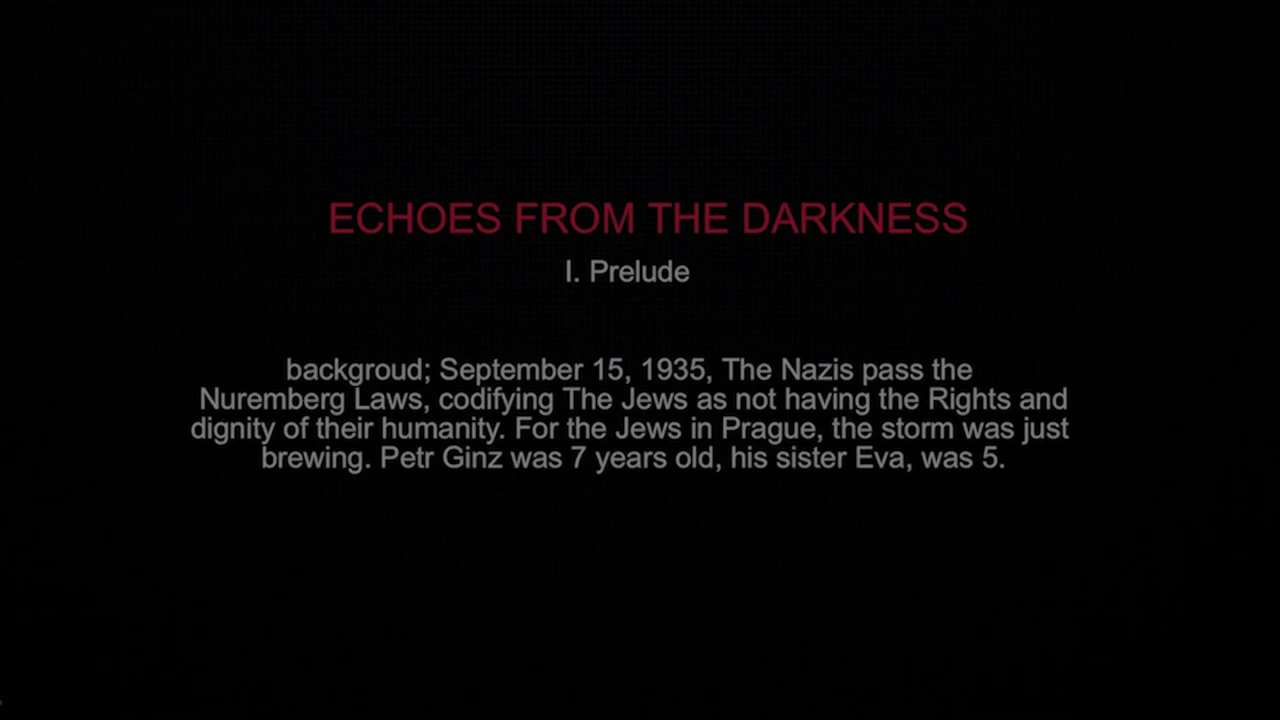 ECHOES FROM THE DARKNESS
I. Prelude
backgroud; September 15, 1935, The Nazis pass the
Nuremberg Laws, codifying The Jews as not having the Rights and
dignity of their humanity. For the Jews in Prague, the storm was just
brewing. Petr Ginz was 7 years old, his sister Eva, was 5.